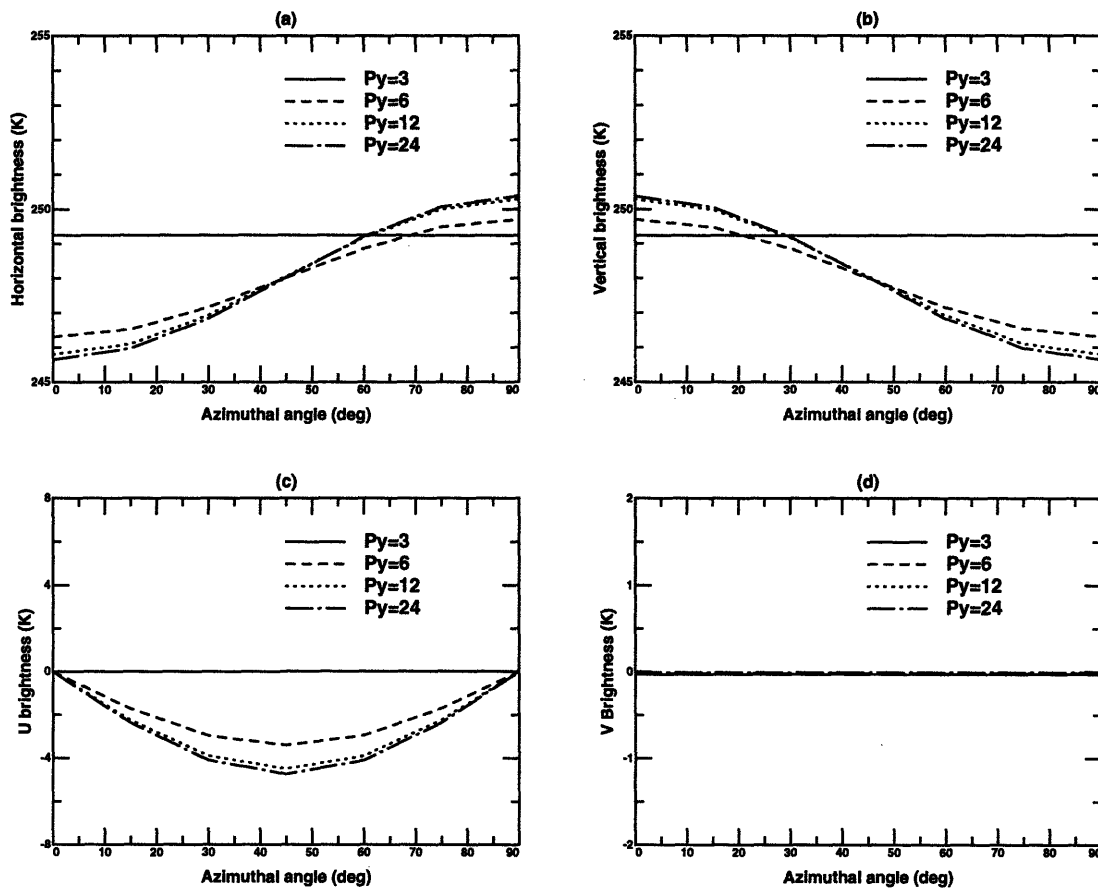 (a)
255
250
245
Horizontal brightness (K)
Py=3
Py=6
Py=12
Py=24
0 10 20 30 40 50 60 70 80 90
Azimuthal angle (deg)
(b)
255
250
245
Vertical brightness (K)
Py=3
Py=6
Py=12
Py=24
0 10 20 30 40 50 60 70 80 90
Azimuthal angle (deg)
(c)
8
4
0
-4
-8
U brightness (K)
Py=3
Py=6
Py=12
Py=24
0 10 20 30 40 50 60 70 80 90
Azimuthal angle (deg)
(d)
2
1
0
-1
-2
V Brightness (K)
Py=3
Py=6
Py=12
Py=24
0 10 20 30 40 50 60 70 80 90
Azimuthal angle (deg)